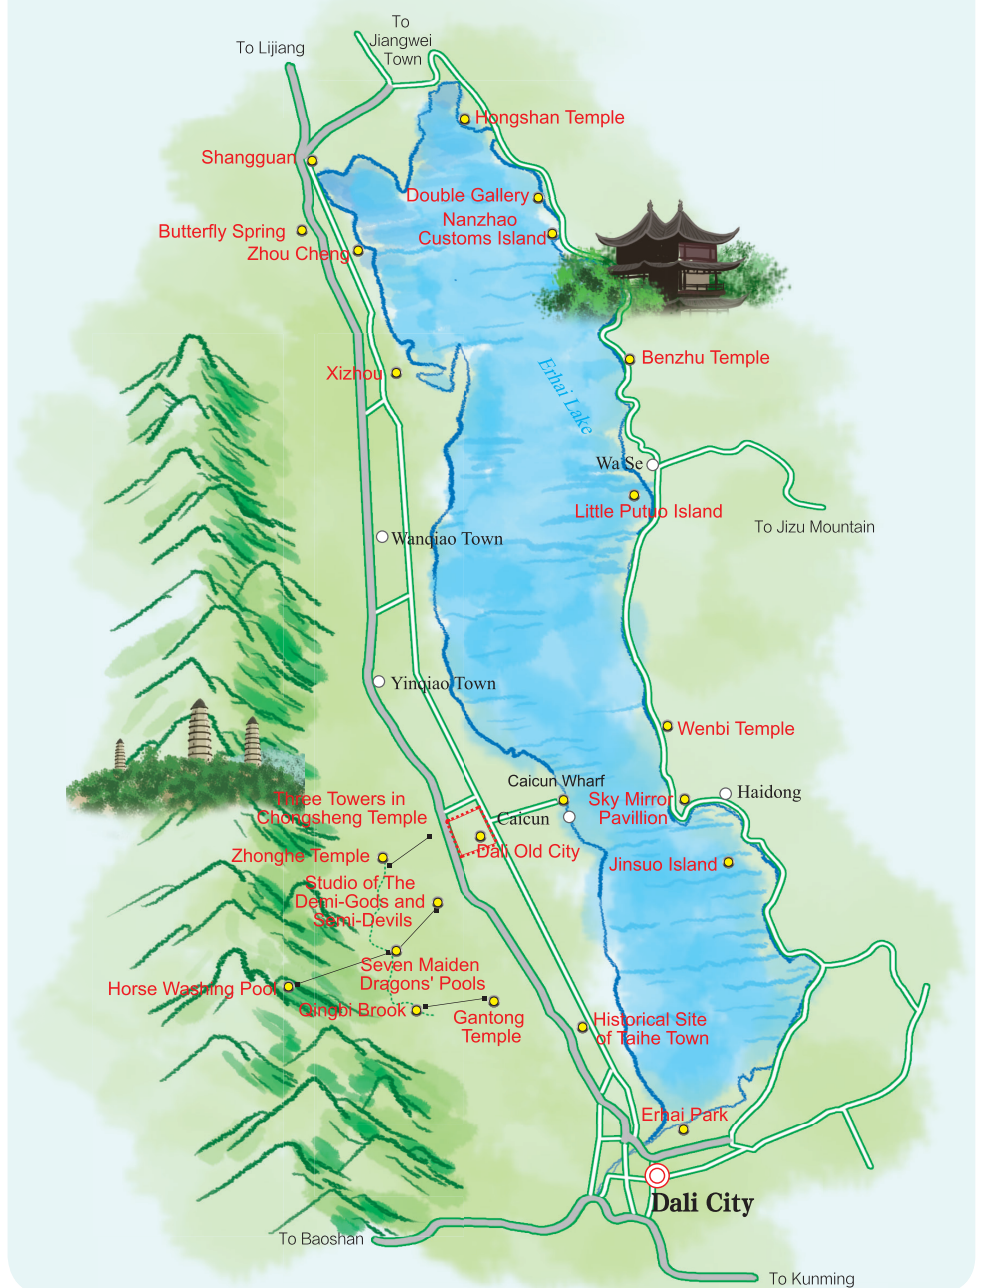 To
Jiangwei
Town
To Lijiang
Hongshan Temple
Shangguan
Double Gallery
Nanzhao
Customs Island
Butterfly Spring
Zhou Cheng
Benzhu Temple
Xizhou
Erhai Lake
Wa Se
Little Putuo Island
To Jizu Mountain
Wanqiao Town
Yinqiao Town
Wenbi Temple
Caicun Wharf
Sky Mirror
Pavillion
Haidong
Three Towers in
Chongsheng Temple
Caicun
Dali Old City
Zhonghe Temple
Jinsuo Island
Studio of The
Demi-Gods and
Semi-Devils
Seven Maiden
Dragons' Pools
Horse Washing Pool
Qingbi Brook
Gantong
Temple
Historical Site
of Taihe Town
Erhai Park
Dali City
To Baoshan
To Kunming